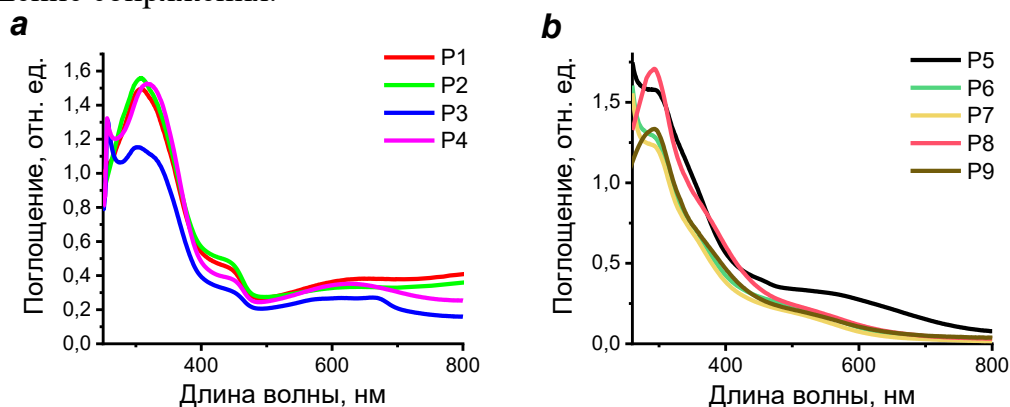 a
b
P1
P2
P3
P4
1,6
1,4
1,2
1,0
0,8
0,6
0,4
0,2
0,0
400
600
800
Поглощение, отн. ед.
Длина волны, нм
P5
P6
P7
P8
P9
1,5
1,0
0,5
0,0
400
600
800
Поглощение, отн. ед.
Длина волны, нм